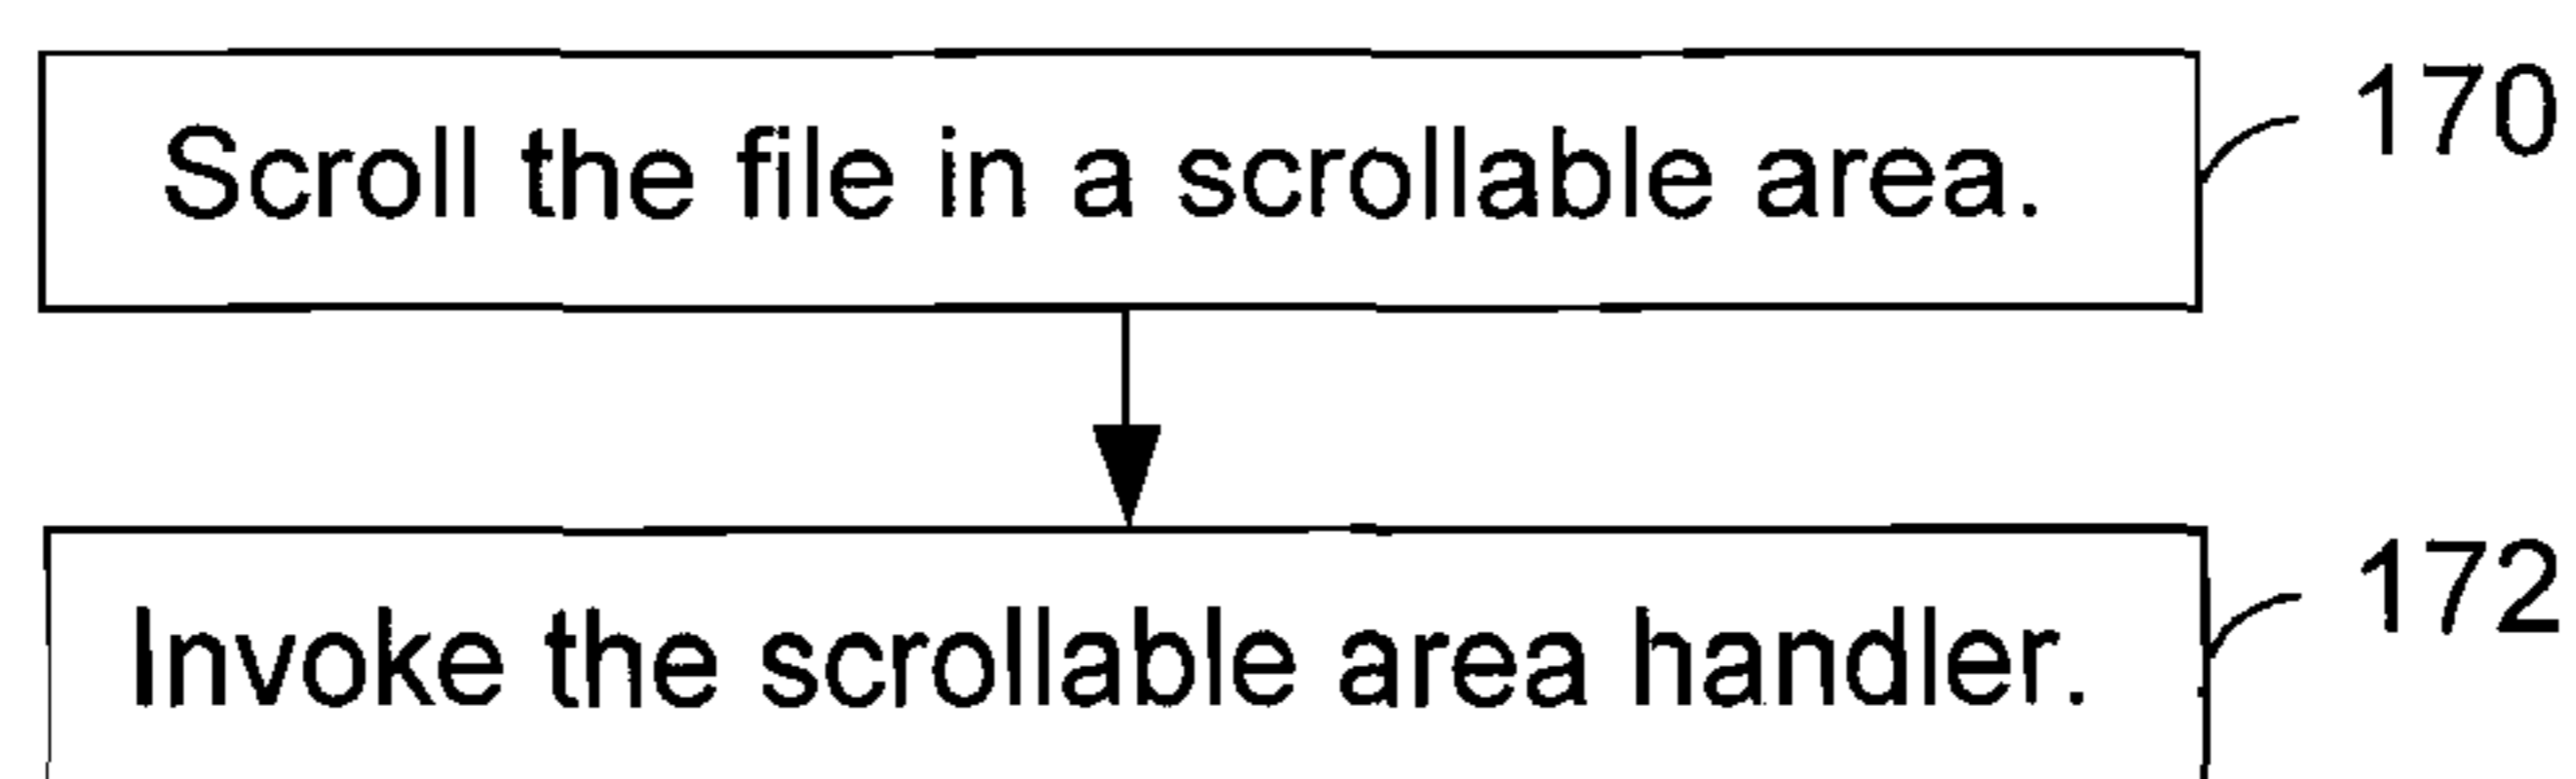 170
Scroll the file in a scrollable area.
172
Invoke the scrollable area handler.